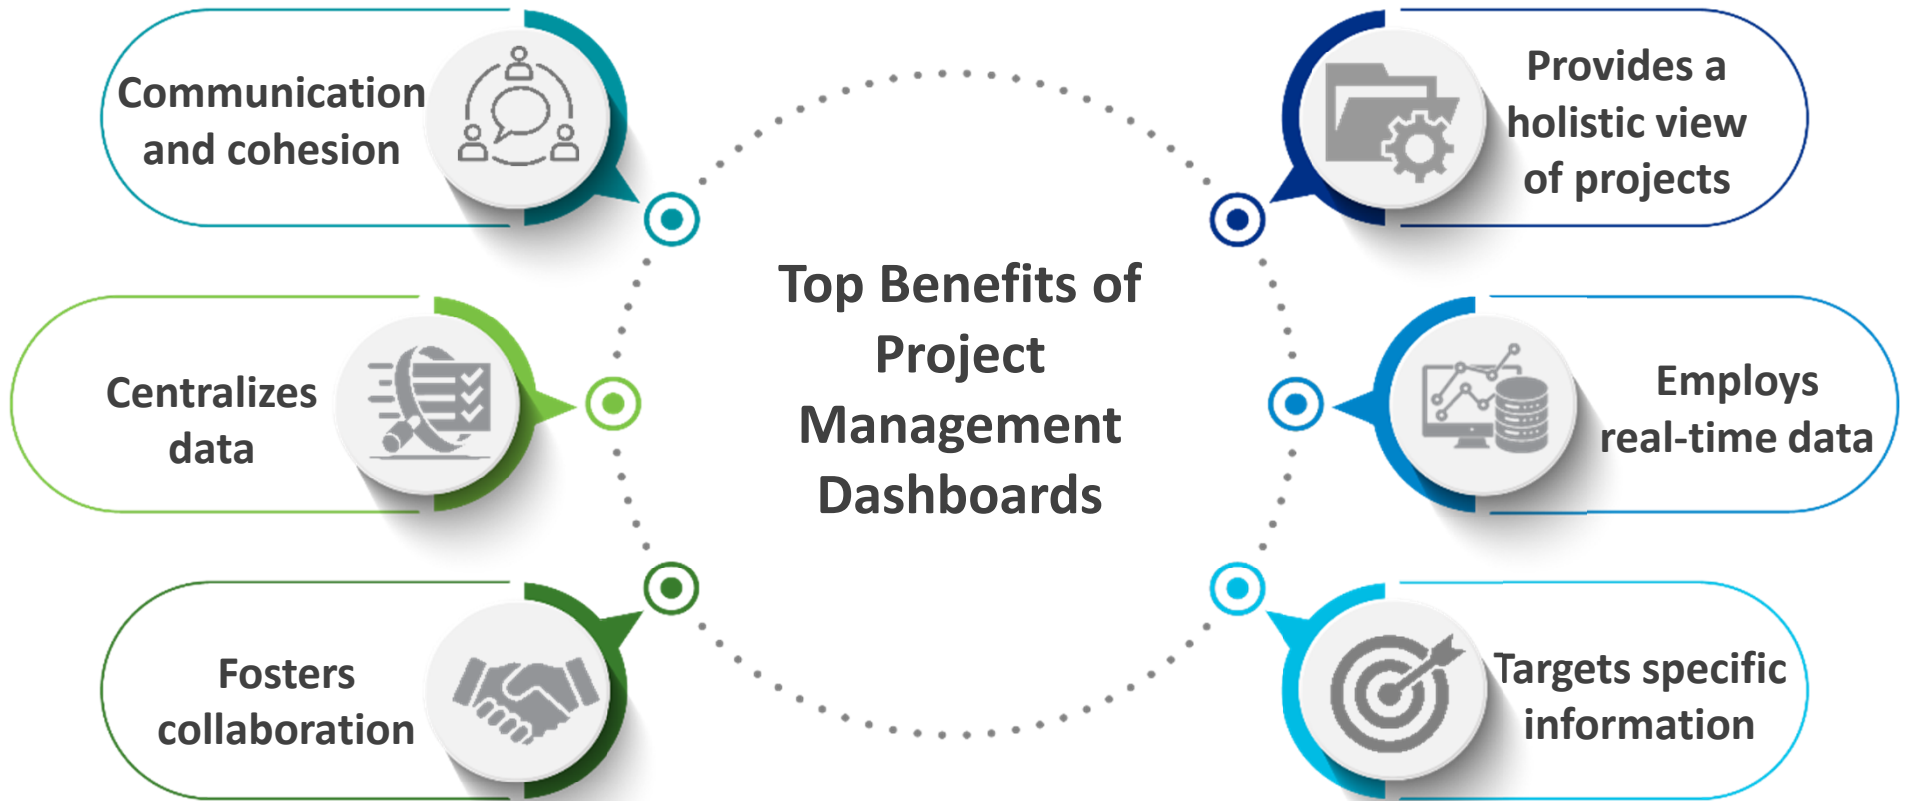 Communication
and cohesion
Provides a
holistic view
of projects
Top Benefits of
Project
Management
Dashboards
Centralizes
data
Employs
real-time data
Fosters
collaboration
Targets specific
information